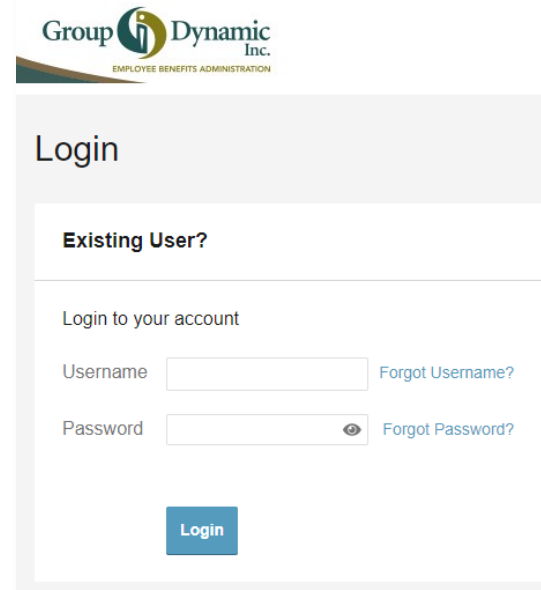 Group Dynamic
Inc.
EMPLOYEE BENEFITS ADMINISTRATION
Login
Existing User?
Login to your account
Username Forgot Username?
Password Forgot Password?
Login